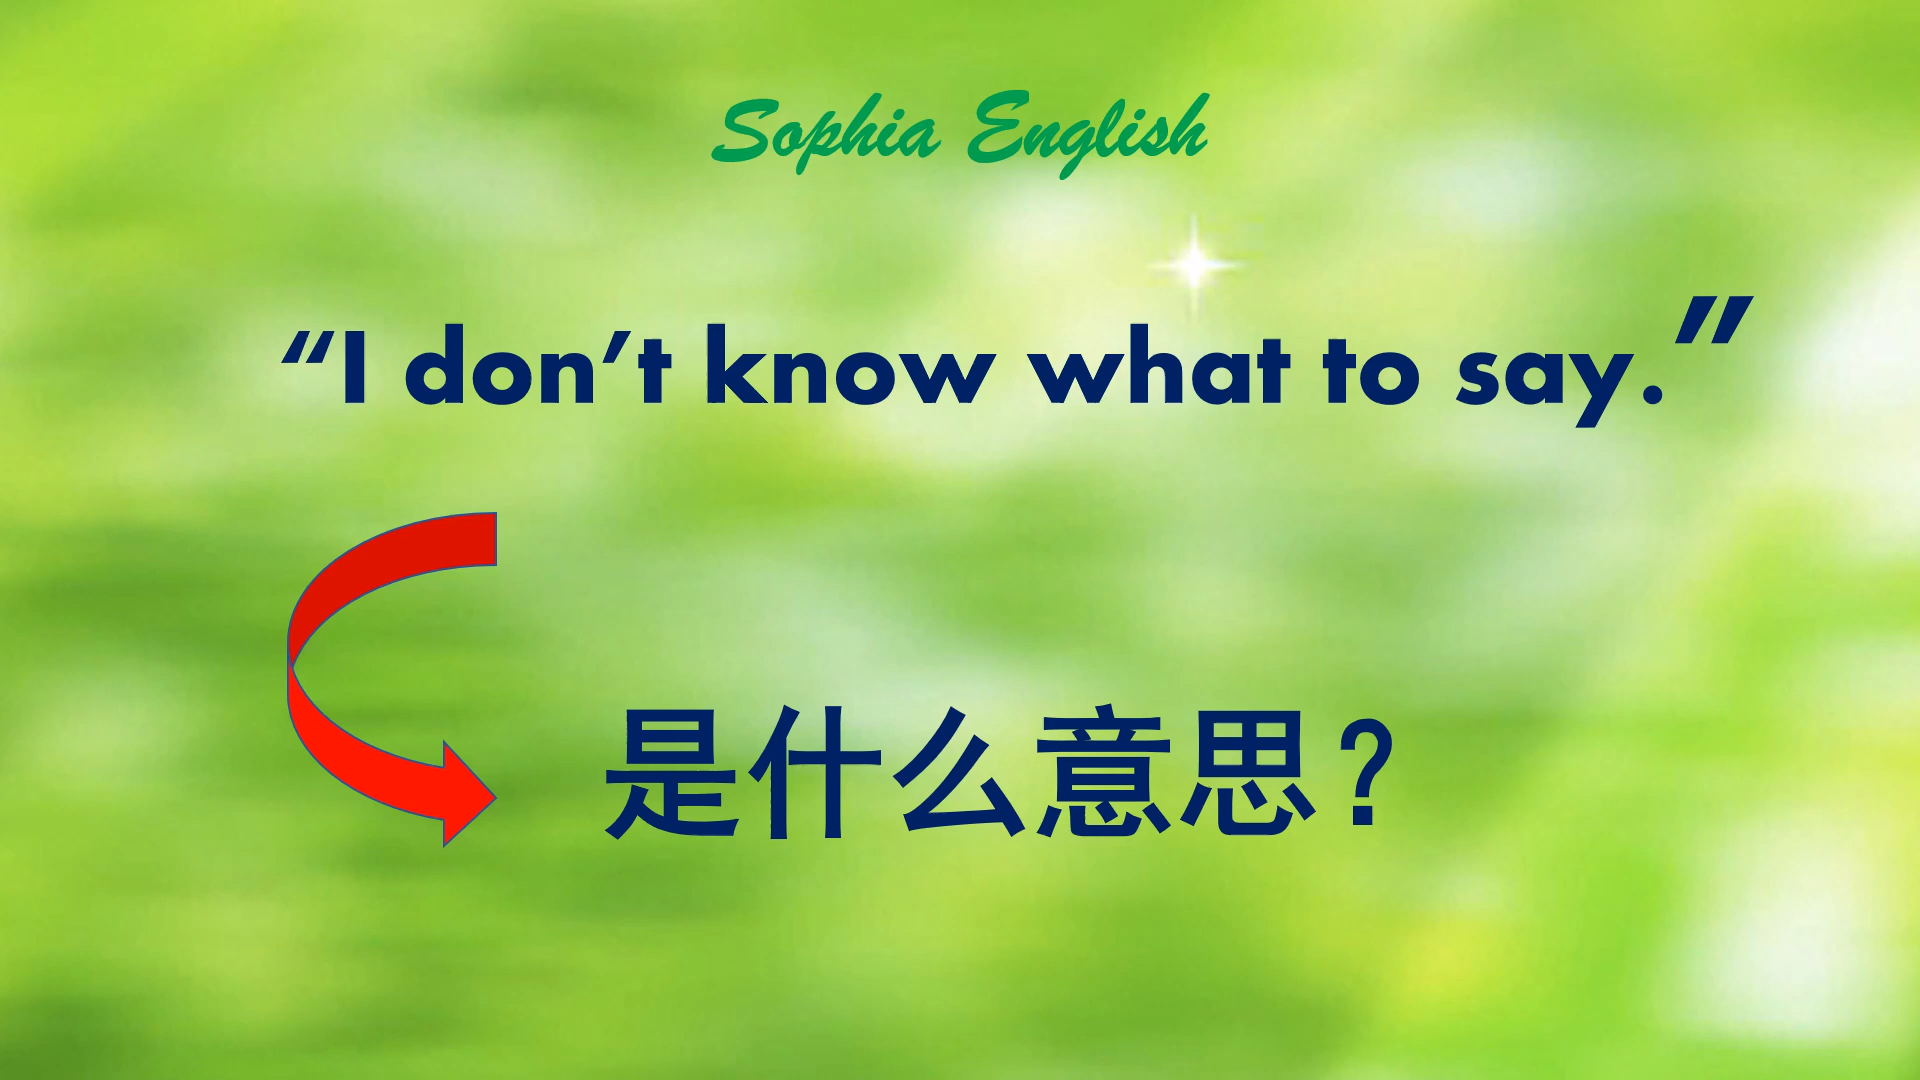 Sophia English
“I don’t know what to say.”
是什么意思？